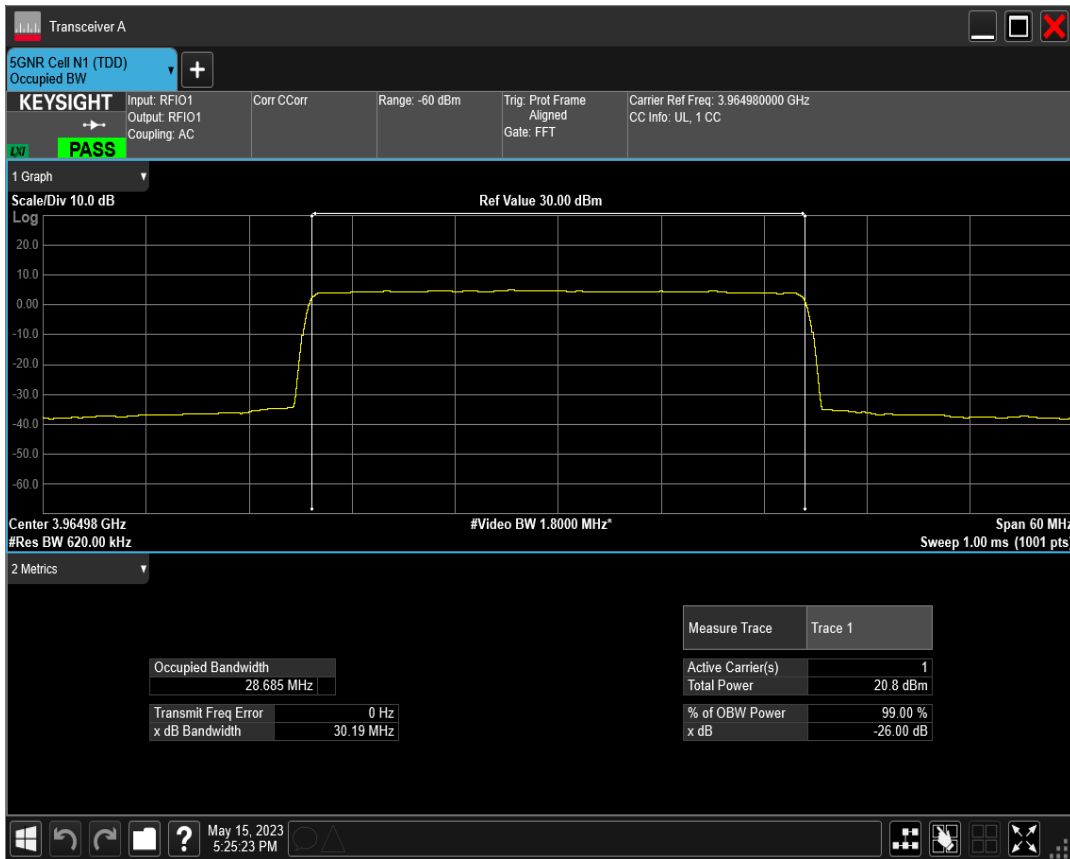 Transceiver A
5GNR Cell N1 (TDD)
Occupied BW
+
KEYSIGHT
LXI
PASS
Input: RFIO1
Output: RFIO1
Coupling: AC
Corr CCorr
Range: -60 dBm
Trig: Prot Frame
Aligned
Gate: FFT
Carrier Ref Freq: 3.964980000 GHz
CC Info: UL, 1 CC
1 Graph
Scale/Div 10.0 dB
Ref Value 30.00 dBm
Log
20.0
10.0
0.00
-10.0
-20.0
-30.0
-40.0
-50.0
-60.0
Center 3.96498 GHz
#Video BW 1.8000 MHz*
Span 60 MHz
#Res BW 620.00 kHz
Sweep 1.00 ms (1001 pts)
2 Metrics
Measure Trace Trace 1
Occupied Bandwidth
28.685 MHz
Active Carrier(s) 1
Total Power 20.8 dBm
Transmit Freq Error 0 Hz
x dB Bandwidth 30.19 MHz
% of OBW Power 99.00 %
x dB -26.00 dB
?
May 15, 2023
5:25:23 PM